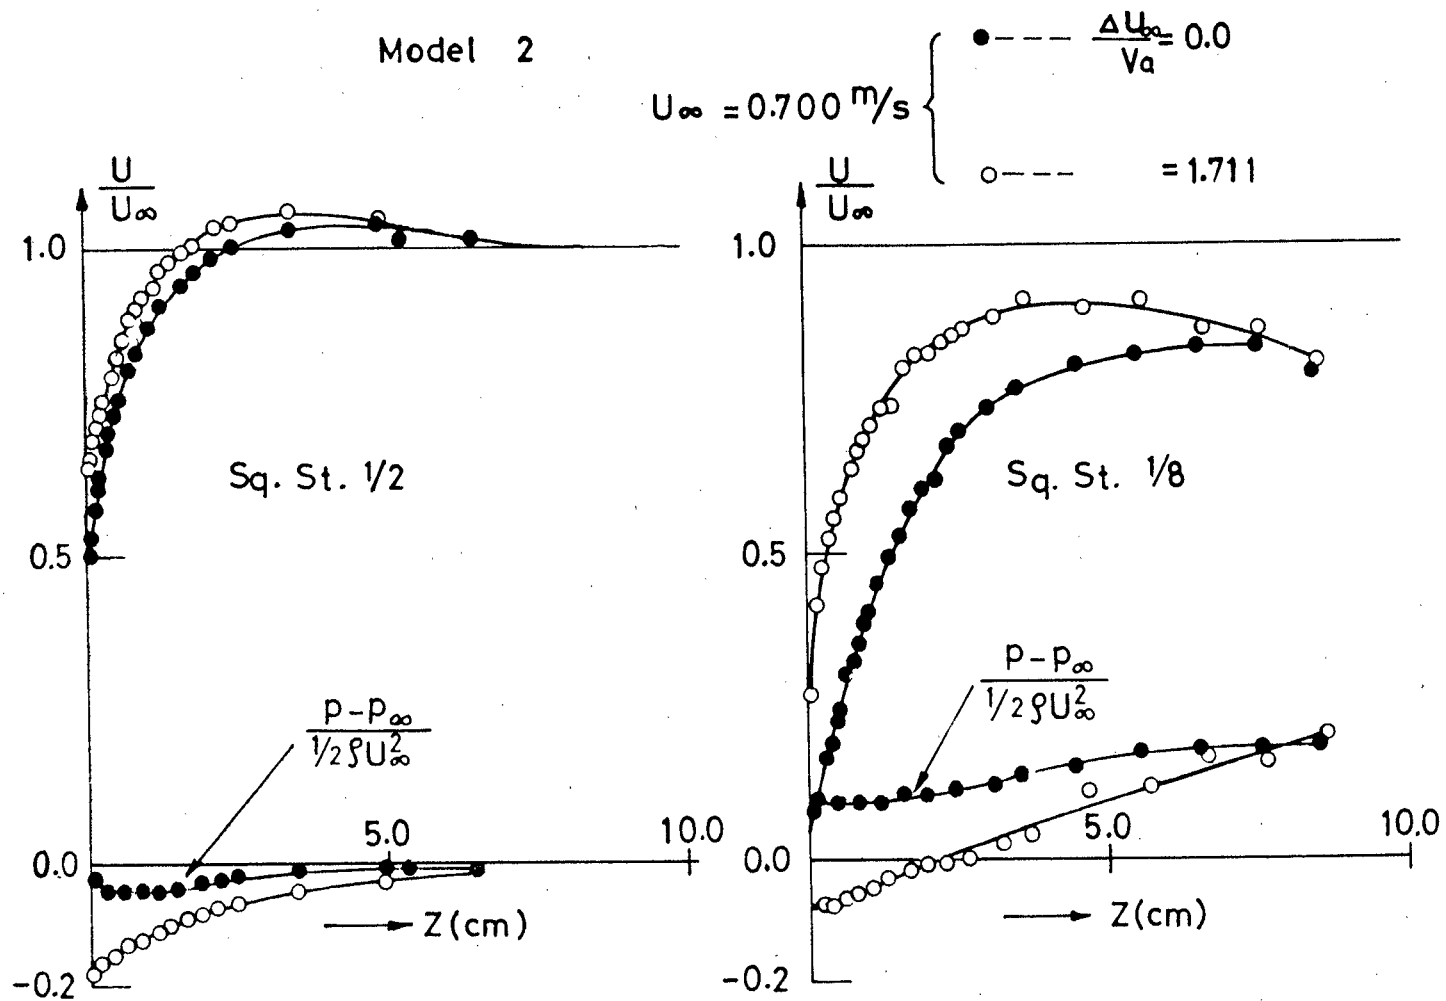 Model 2
U∞ = 0.700 m/s
●--- ΔU∞/Va = 0.0
○--- = 1.711
U/U∞
1.0
0.5
0.0
-0.2
Sq. St. 1/2
p-p∞
1/2 ρU∞²
5.0
10.0
→ Z(cm)
U/U∞
1.0
0.5
0.0
-0.2
Sq. St. 1/8
p-p∞
1/2 ρU∞²
5.0
10.0
→ Z(cm)